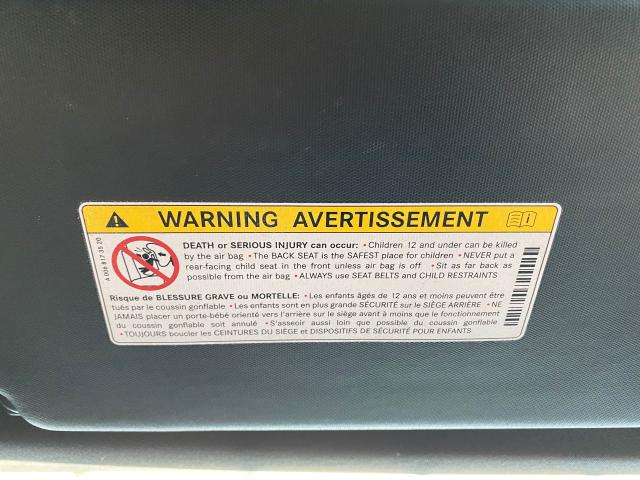 WARNING AVERTISSEMENT
DEATH or SERIOUS INJURY can occur: • Children 12 and under can be killed
by the air bag • The BACK SEAT is the SAFEST place for children • NEVER put a
rear-facing child seat in the front unless air bag is off • Sit as far back as
possible from the air bag • ALWAYS use SEAT BELTS and CHILD RESTRAINTS
Risque de BLESSURE GRAVE ou MORTELLE: • Les enfants âgés de 12 ans et moins peuvent être
tués par le coussin gonflable • Les enfants sont en plus grande SÉCURITÉ sur le SIÈGE ARRIÈRE • NE
JAMAIS placer un porte-bébé orienté vers l'arrière sur le siège avant à moins que le fonctionnement
du coussin gonflable soit annulé • S'asseoir aussi loin que possible du coussin gonflable
• TOUJOURS boucler les CEINTURES DU SIÈGE et DISPOSITIFS DE SÉCURITÉ POUR ENFANTS
A 009 817 35 20